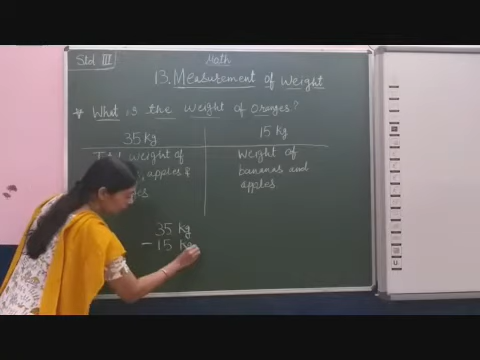 Std III
Math
13. Measurement of Weight
* What is the weight of Oranges?
35 kg
15 kg
weight of
, apples &
Weight of
bananas and
apples.
35 kg
- 15 kg